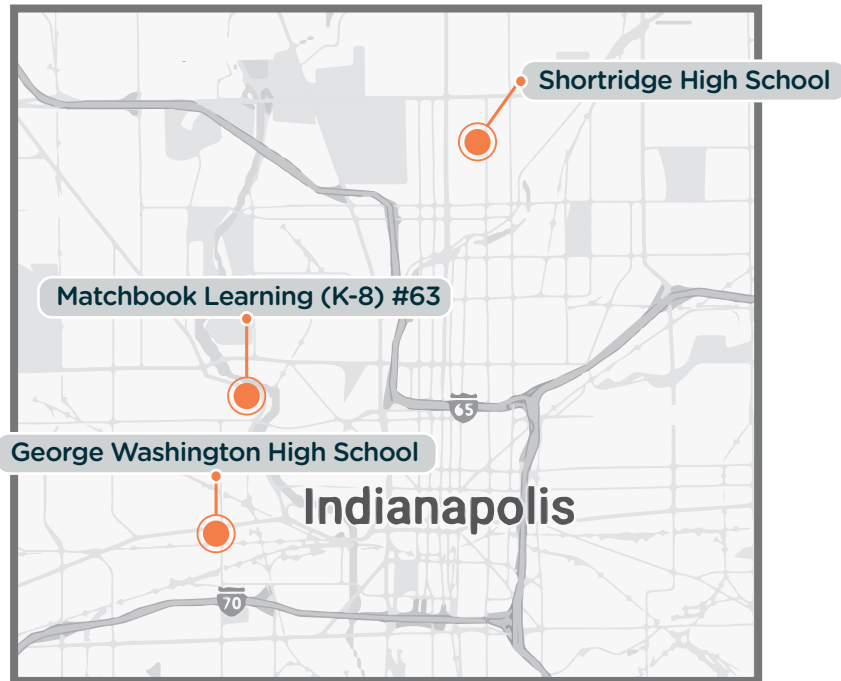 Shortridge High School
Matchbook Learning (K-8) #63
65
George Washington High School
Indianapolis
70